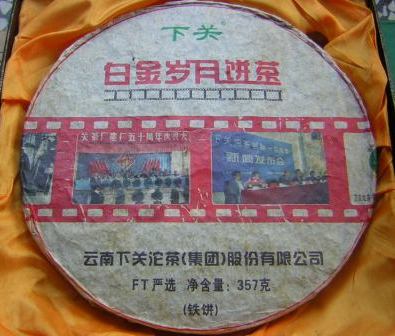 下关
白金岁月饼茶
云南下关沱茶(集团)股份有限公司
FT严选 净含量:357克
(铁饼)